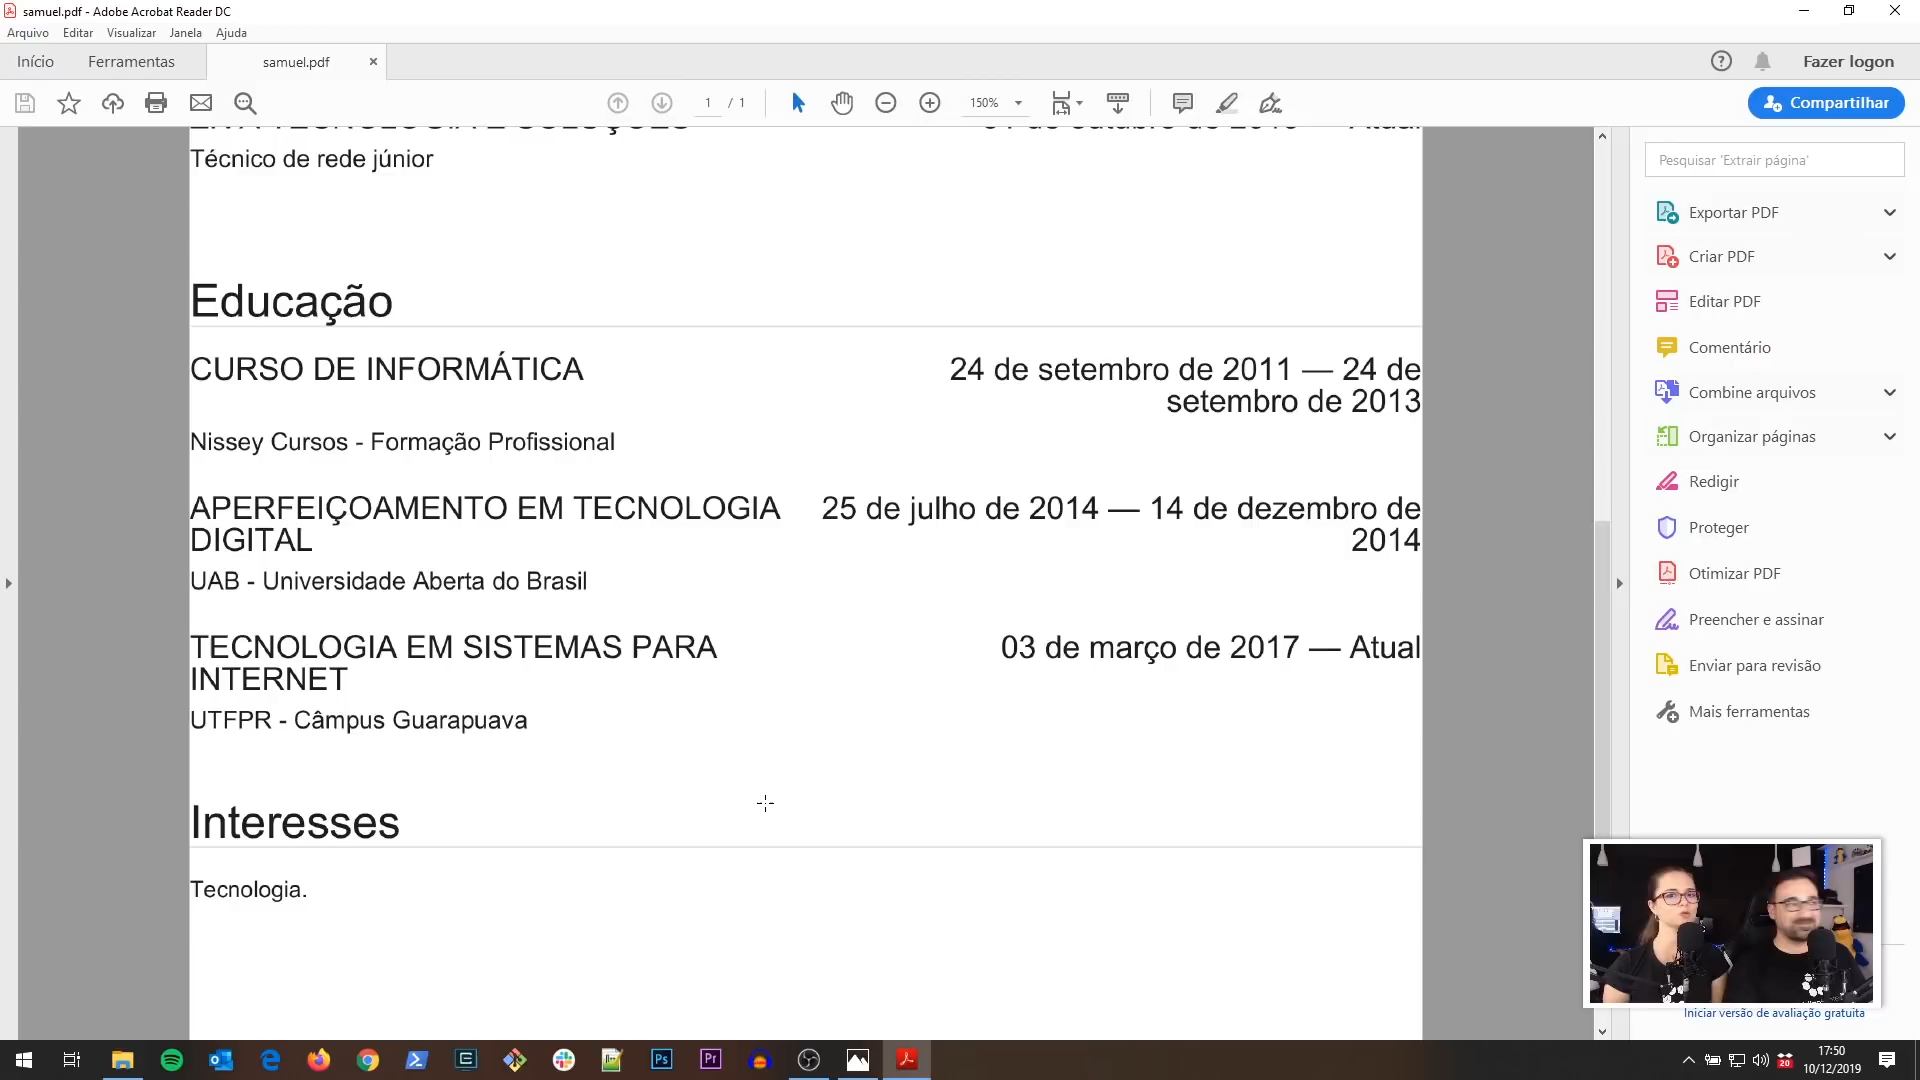 samuel.pdf - Adobe Acrobat Reader DC
Arquivo Editar Visualizar Janela Ajuda
Início Ferramentas samuel.pdf Fazer logon
1 / 1 150% Compartilhar
Técnico de rede júnior
Educação
CURSO DE INFORMÁTICA 24 de setembro de 2011 — 24 de
setembro de 2013
Nissey Cursos - Formação Profissional
APERFEIÇOAMENTO EM TECNOLOGIA 25 de julho de 2014 — 14 de dezembro de
DIGITAL 2014
UAB - Universidade Aberta do Brasil
TECNOLOGIA EM SISTEMAS PARA 03 de março de 2017 — Atual
INTERNET
UTFPR - Câmpus Guarapuava
Interesses
Tecnologia.
Pesquisar 'Extrair página'
Exportar PDF
Criar PDF
Editar PDF
Comentário
Combine arquivos
Organizar páginas
Redigir
Proteger
Otimizar PDF
Preencher e assinar
Enviar para revisão
Mais ferramentas
Iniciar versão de avaliação gratuita
Ps Pr
20
17:50
10/12/2019